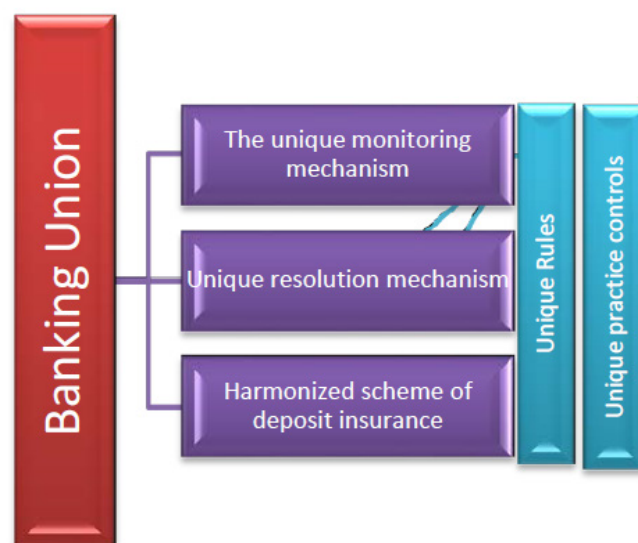 Banking Union
The unique monitoring
mechanism
Unique resolution mechanism
Harmonized scheme of
deposit insurance
Unique Rules
Unique practice controls